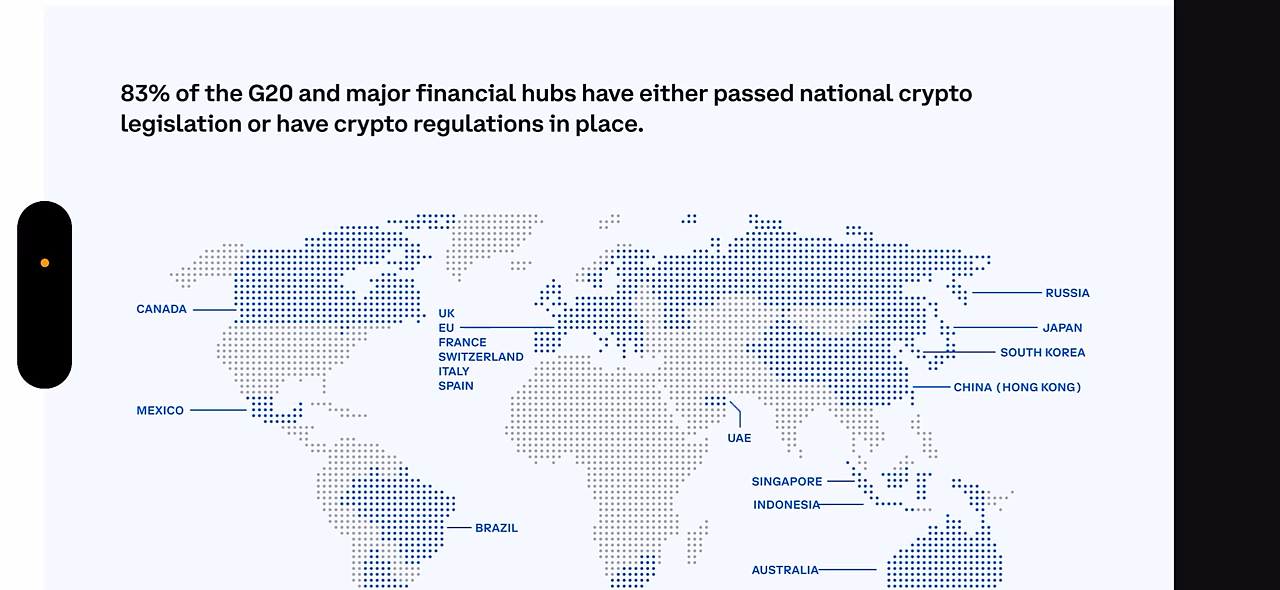 83% of the G20 and major financial hubs have either passed national crypto
legislation or have crypto regulations in place.
CANADA
UK
EU
FRANCE
SWITZERLAND
ITALY
SPAIN
MEXICO
BRAZIL
RUSSIA
JAPAN
SOUTH KOREA
CHINA (HONG KONG)
UAE
SINGAPORE
INDONESIA
AUSTRALIA